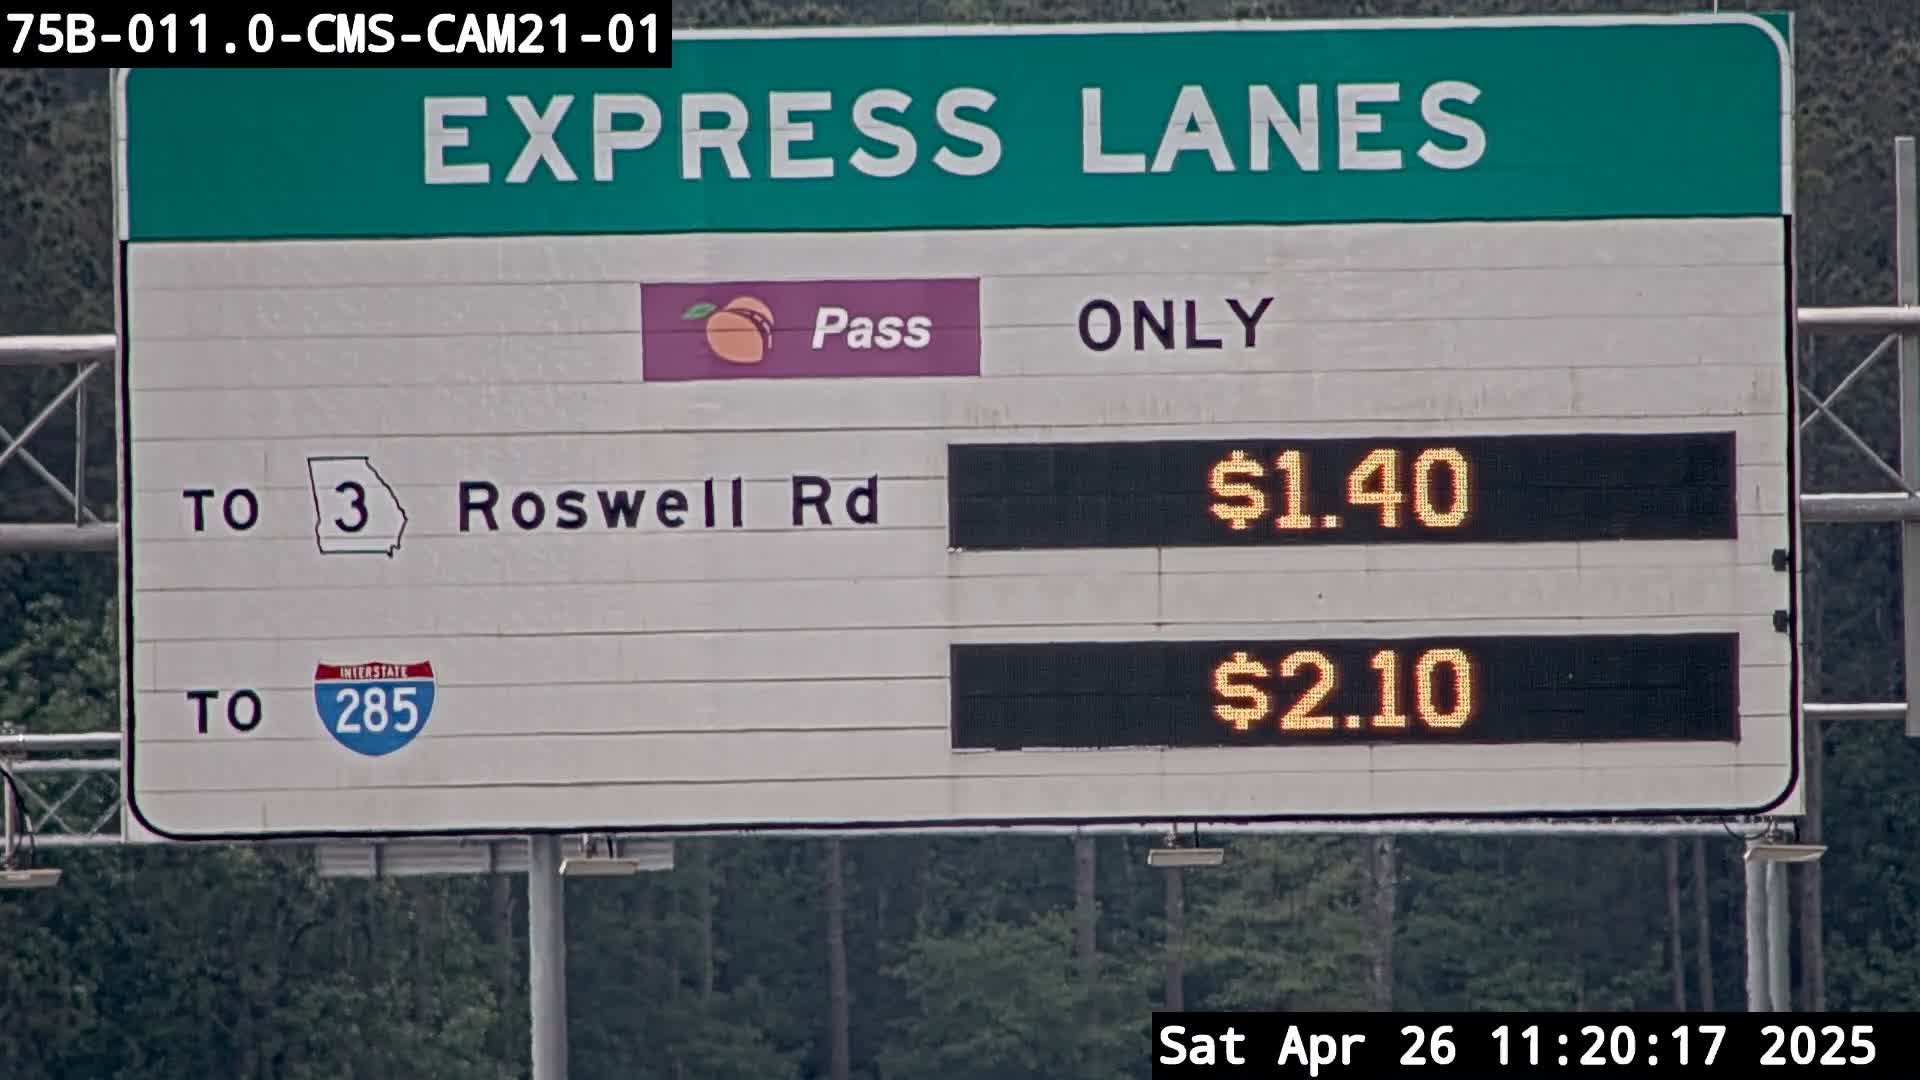 75B-011.0-CMS-CAM21-01
EXPRESS LANES
Pass ONLY
TO 3 Roswell Rd $1.40
INTERSTATE
TO 285 $2.10
Sat Apr 26 11:20:17 2025